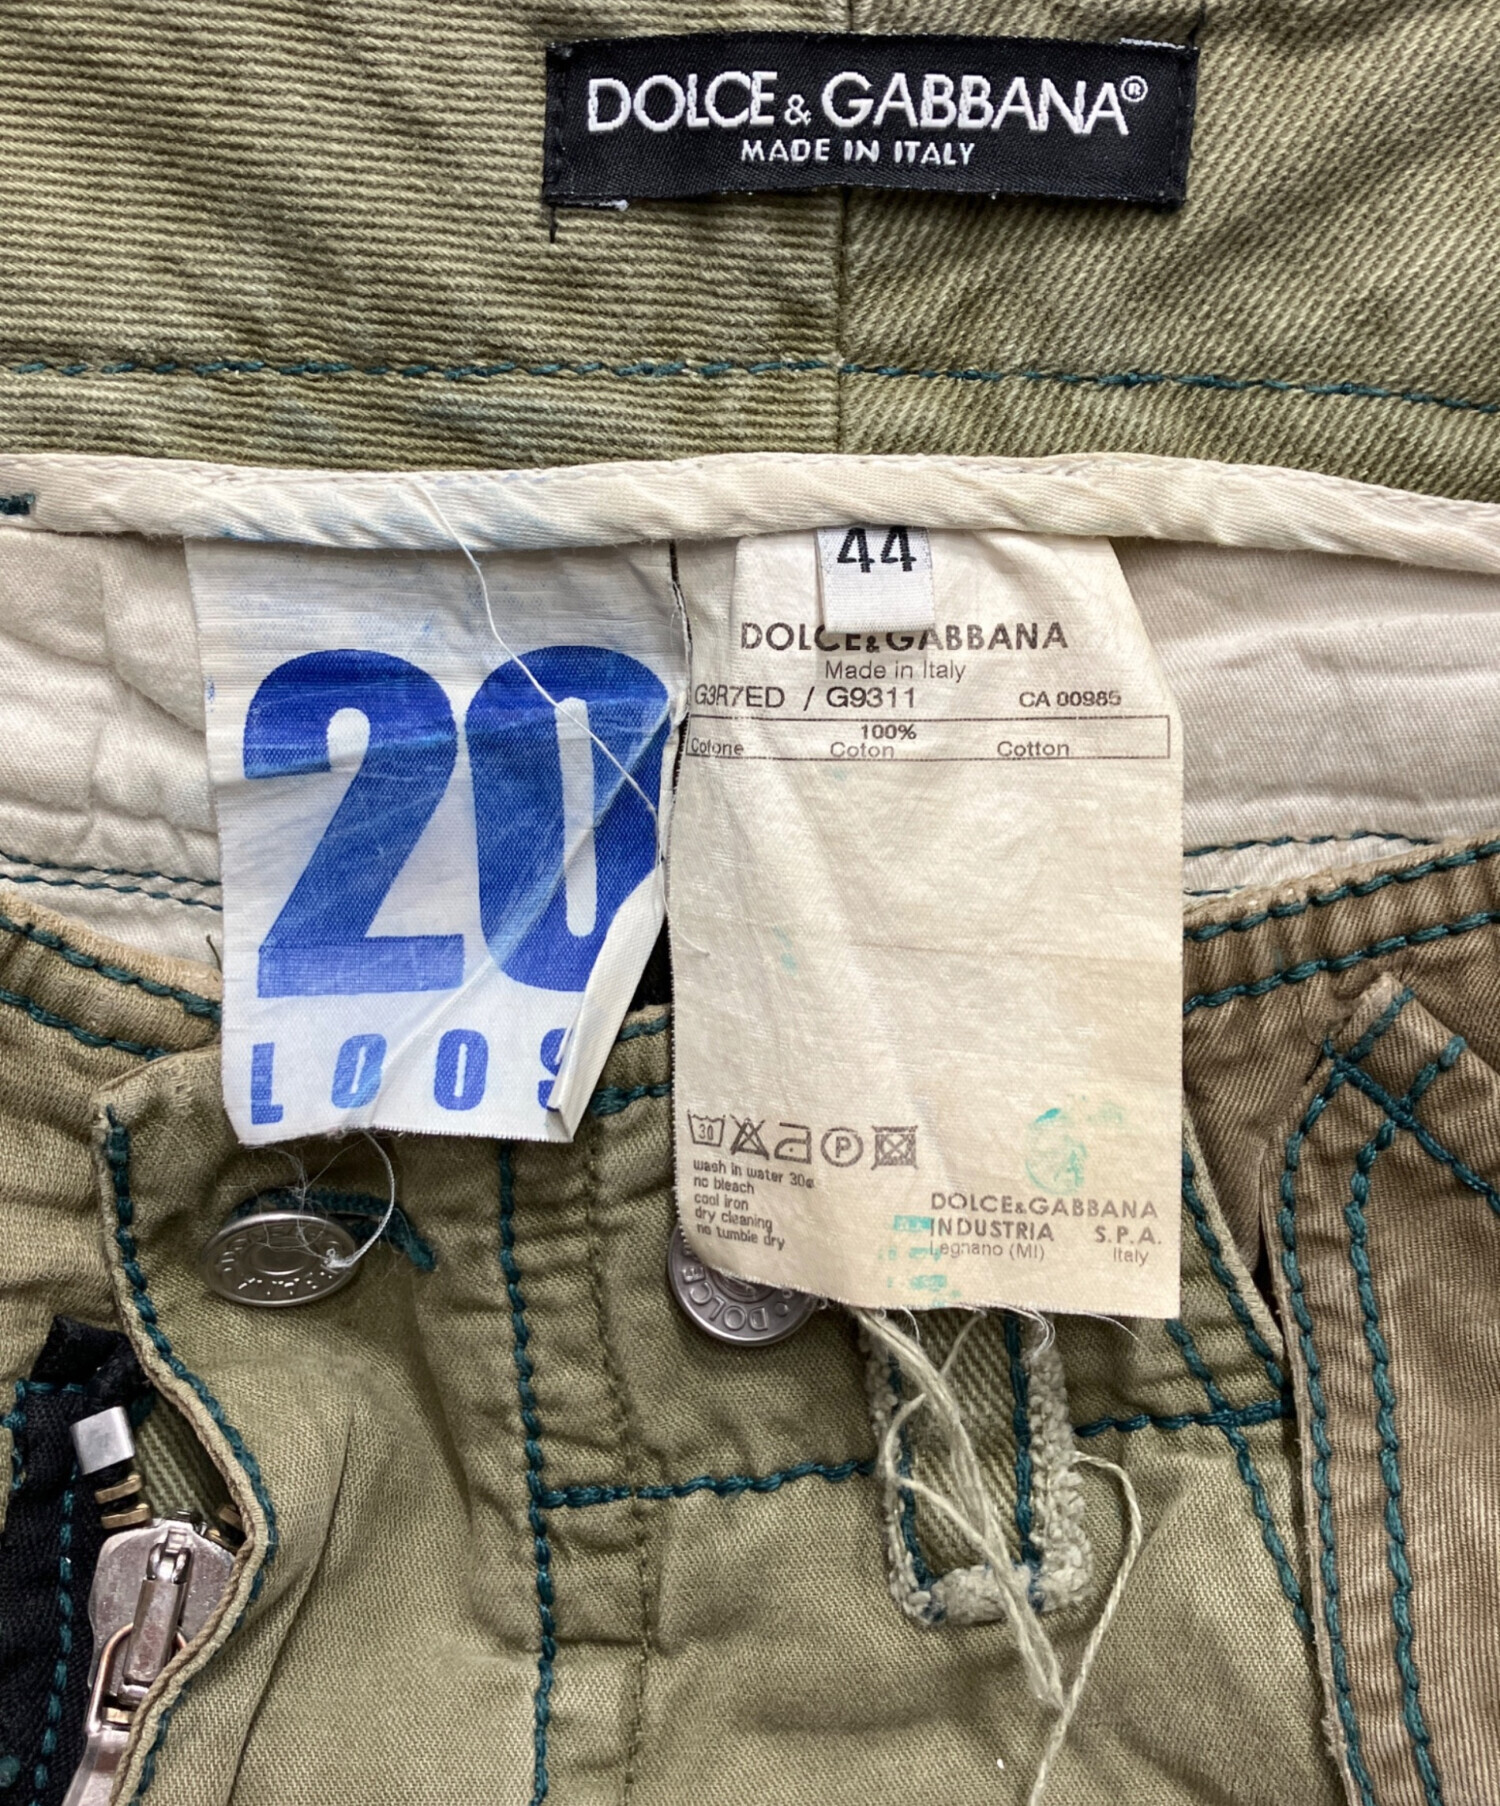 DOLCE & GABBANA®
MADE IN ITALY
20
LOOS
44
DOLCE & GABBANA
Made in Italy
G3R7ED / G9311 CA 00985
100%
Cotone Coton Cotton
30
P
wash in water 30°
no bleach
cool iron
dry cleaning
no tumble dry
DOLCE&GABBANA
INDUSTRIA S.P.A.
Legnano (MI) Italy
DOLCE